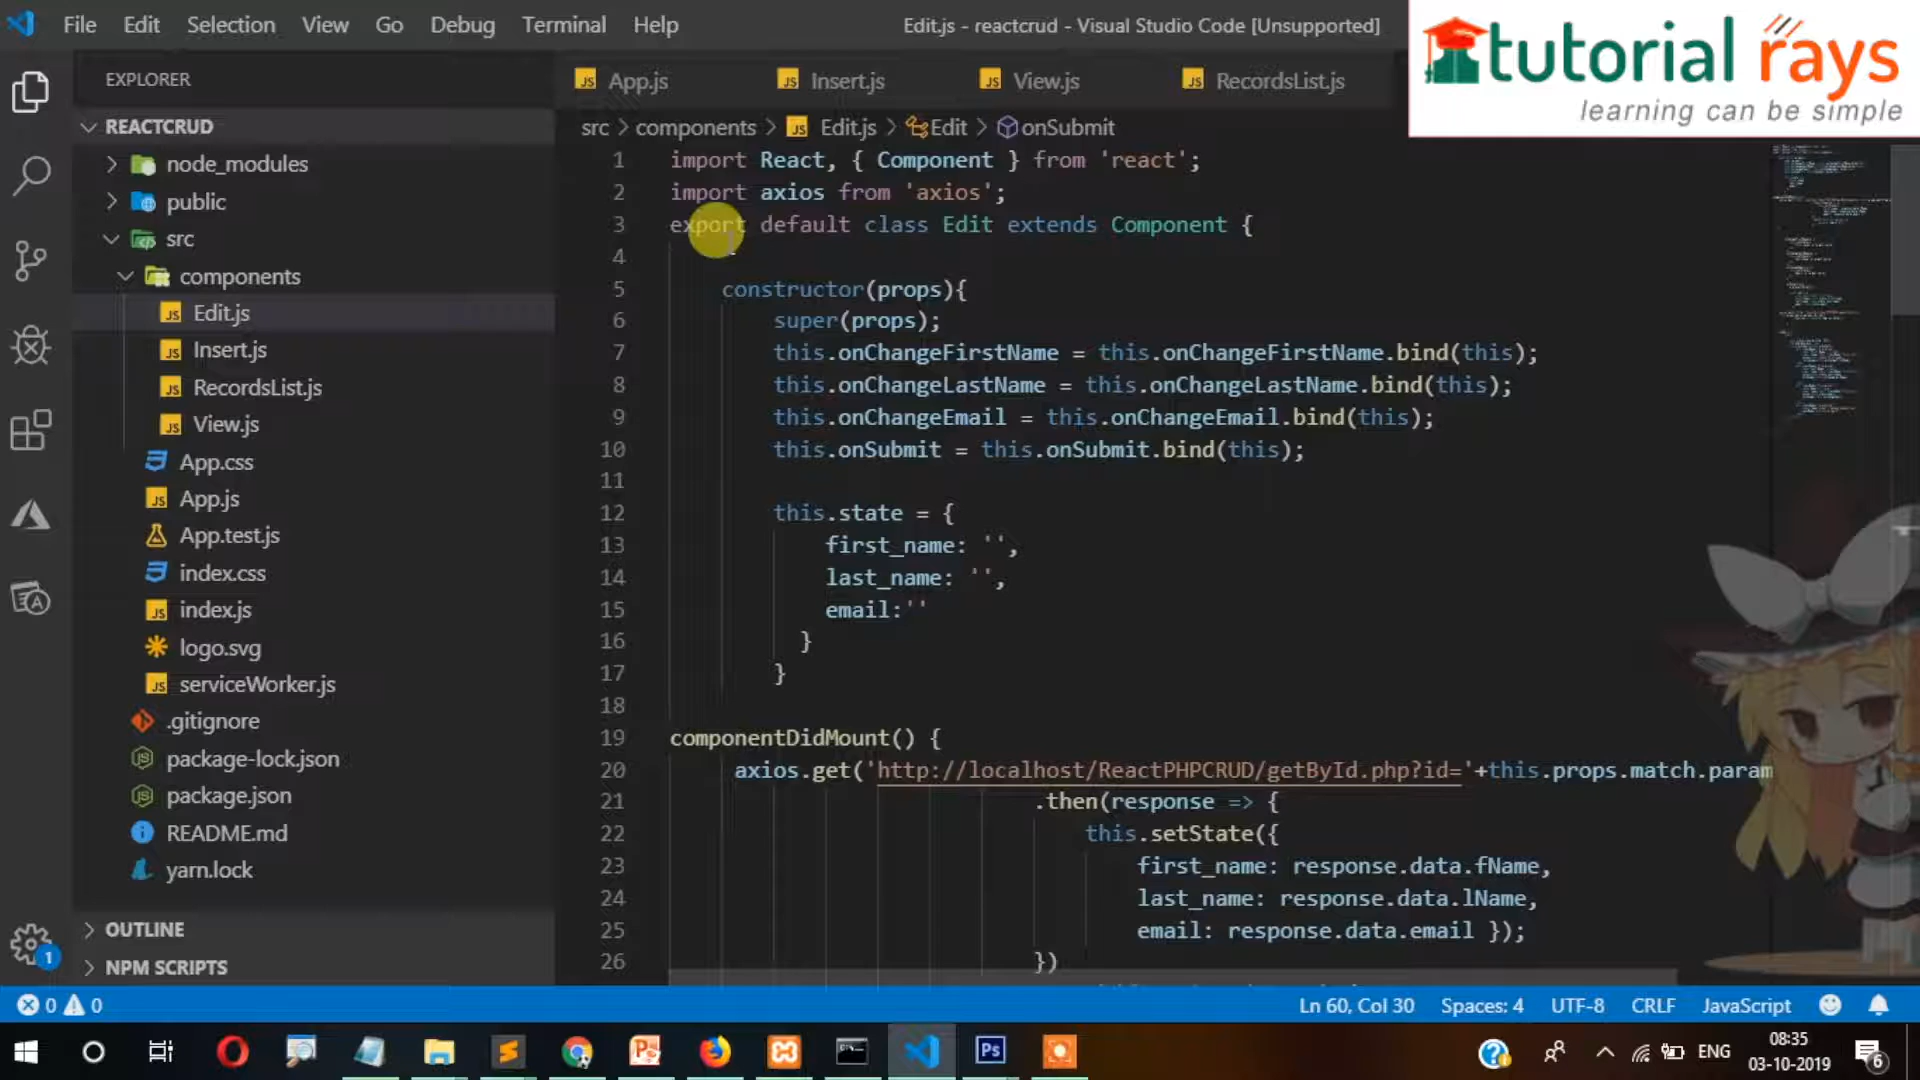 File Edit Selection View Go Debug Terminal Help
Edit.js - reactcrud - Visual Studio Code [Unsupported]
tutorial rays
learning can be simple
EXPLORER
REACTCRUD
node_modules
public
src
components
Edit.js
Insert.js
RecordsList.js
View.js
App.css
App.js
App.test.js
index.css
index.js
logo.svg
serviceWorker.js
.gitignore
package-lock.json
package.json
README.md
yarn.lock
OUTLINE
NPM SCRIPTS
App.js Insert.js View.js RecordsList.js
src > components > Edit.js > Edit > onSubmit
1 import React, { Component } from 'react';
2 import axios from 'axios';
3 export default class Edit extends Component {
4
5 constructor(props){
6 super(props);
7 this.onChangeFirstName = this.onChangeFirstName.bind(this);
8 this.onChangeLastName = this.onChangeLastName.bind(this);
9 this.onChangeEmail = this.onChangeEmail.bind(this);
10 this.onSubmit = this.onSubmit.bind(this);
11
12 this.state = {
13 first_name: '',
14 last_name: '',
15 email:''
16 }
17 }
18
19 componentDidMount() {
20 axios.get('http://localhost/ReactPHPCRUD/getById.php?id='+this.props.match.param
21 .then(response => {
22 this.setState({
23 first_name: response.data.fName,
24 last_name: response.data.lName,
25 email: response.data.email });
26 })
0 0
Ln 60, Col 30 Spaces: 4 UTF-8 CRLF JavaScript
1
ENG
08:35
03-10-2019
6